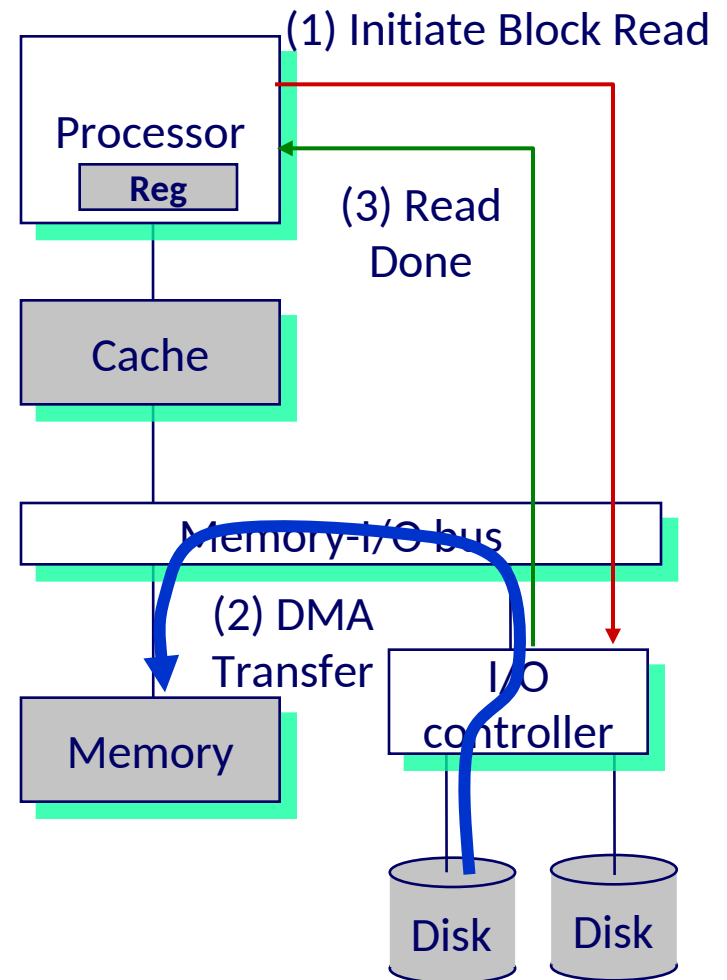 (1) Initiate Block Read
Processor
Reg
(3) Read
Done
Cache
Memory-I/O bus
(2) DMA
Transfer
I/O
controller
Memory
Disk
Disk